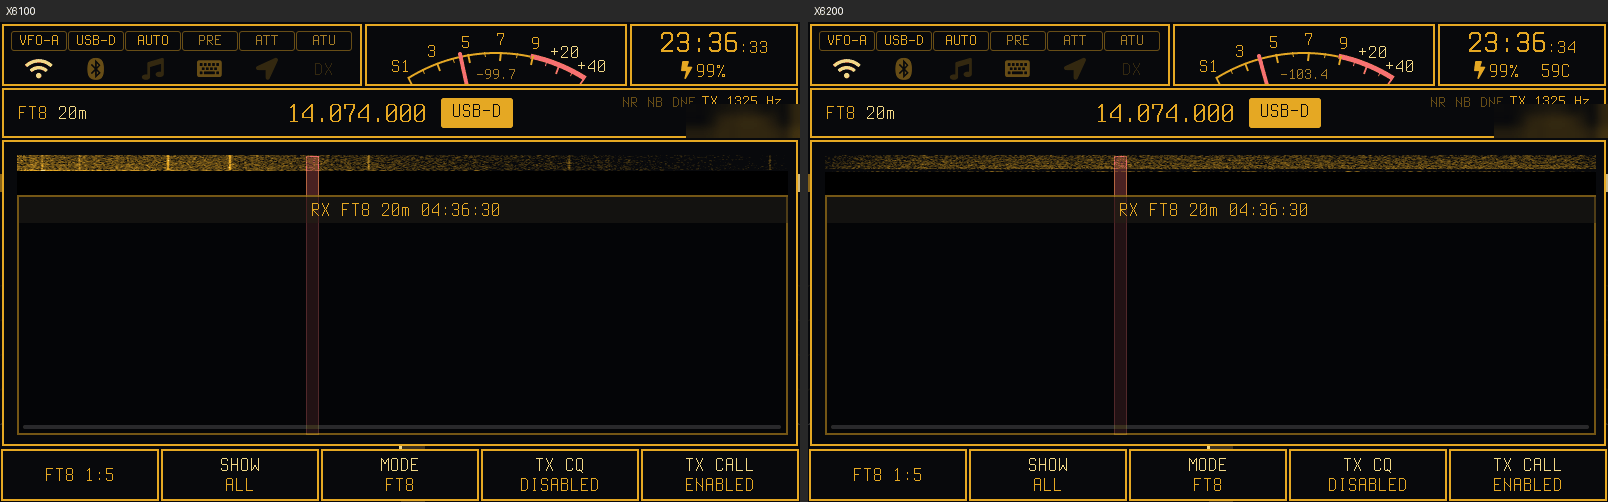 X6100
VFO-A USB-D AUTO PRE ATT ATU
DX
S1 3 5 7 9 +20 +40
-99.7
23:36:33
99%
FT8 20m 14.074.000 USB-D
NR NB DNF TX 1325 Hz
RX FT8 20m 04:36:30
FT8 1:5
SHOW
ALL
MODE
FT8
TX CQ
DISABLED
TX CALL
ENABLED
X6200
VFO-A USB-D AUTO PRE ATT ATU
DX
S1 3 5 7 9 +20 +40
-103.4
23:36:34
99% 59C
FT8 20m 14.074.000 USB-D
NR NB DNF TX 1325 Hz
RX FT8 20m 04:36:30
FT8 1:5
SHOW
ALL
MODE
FT8
TX CQ
DISABLED
TX CALL
ENABLED